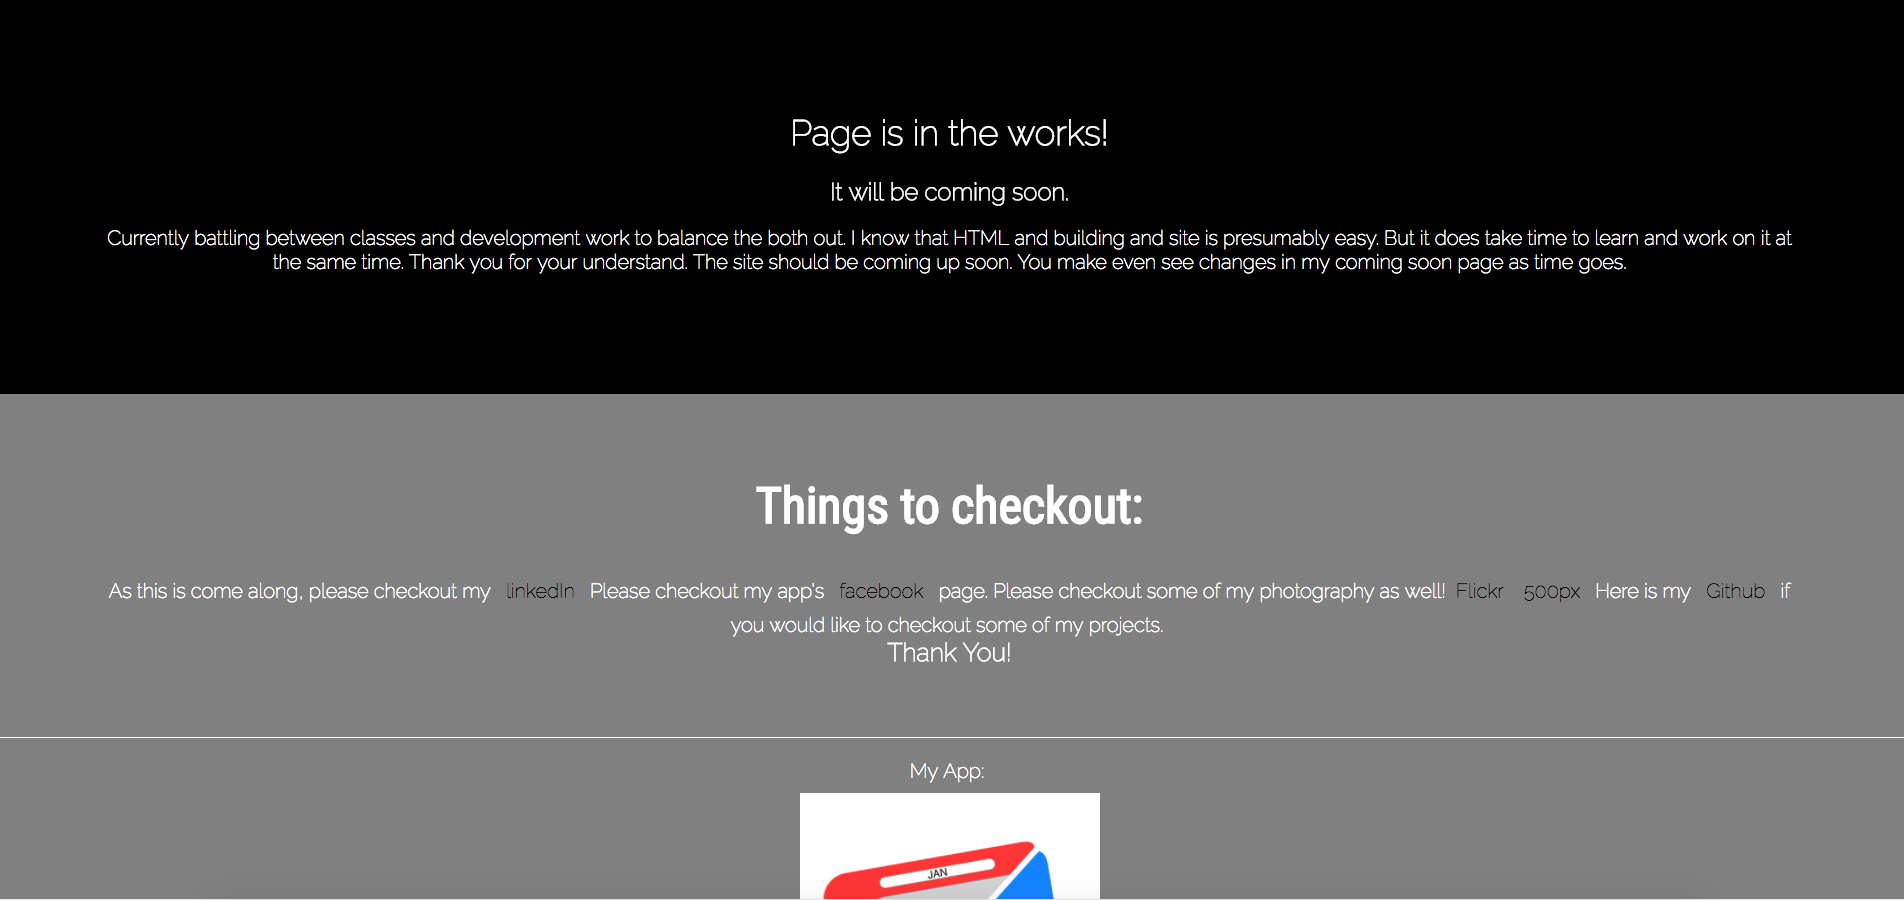 Page is in the works!
It will be coming soon.
Currently battling between classes and development work to balance the both out. I know that HTML and building and site is presumably easy. But it does take time to learn and work on it at
the same time. Thank you for your understand. The site should be coming up soon. You make even see changes in my coming soon page as time goes.
Things to checkout:
As this is come along, please checkout my linkedIn Please checkout my app's facebook page. Please checkout some of my photography as well! Flickr 500px Here is my Github if
you would like to checkout some of my projects.
Thank You!
My App:
JAN